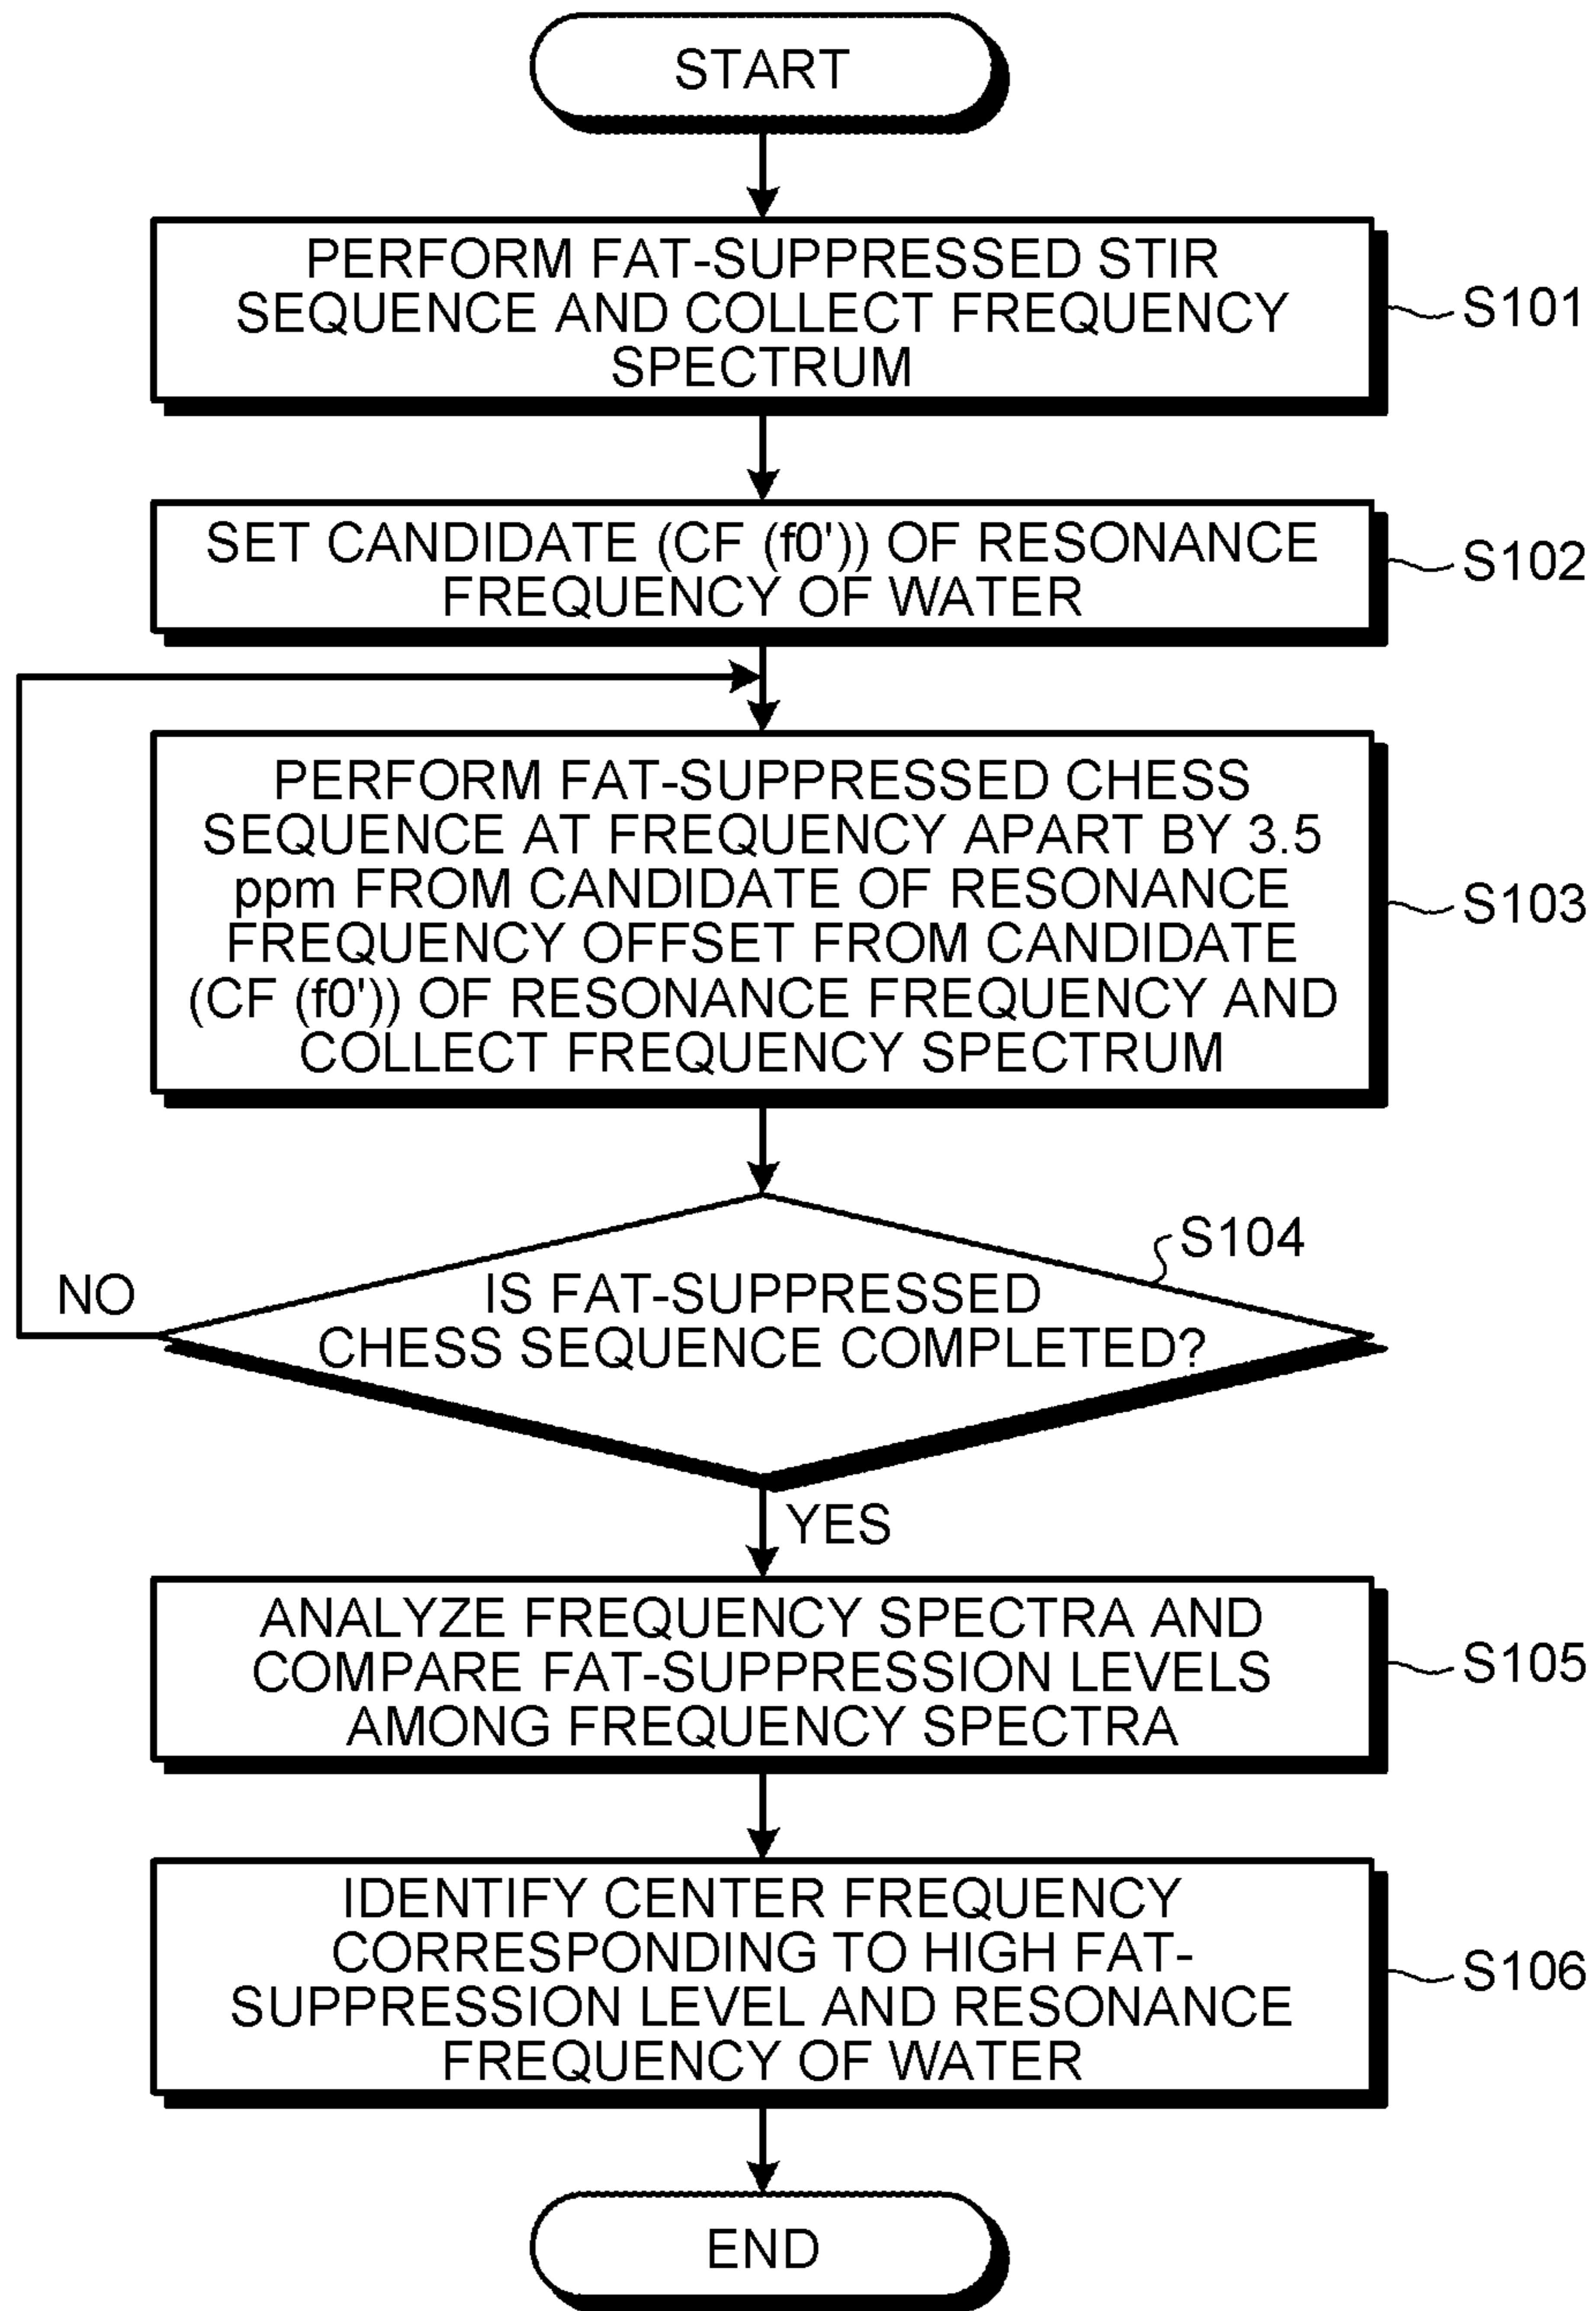 START
PERFORM FAT-SUPPRESSED STIR
SEQUENCE AND COLLECT FREQUENCY
SPECTRUM
S101
SET CANDIDATE (CF (f0')) OF RESONANCE
FREQUENCY OF WATER
S102
PERFORM FAT-SUPPRESSED CHESS
SEQUENCE AT FREQUENCY APART BY 3.5
ppm FROM CANDIDATE OF RESONANCE
FREQUENCY OFFSET FROM CANDIDATE
(CF (f0')) OF RESONANCE FREQUENCY AND
COLLECT FREQUENCY SPECTRUM
S103
S104
NO
IS FAT-SUPPRESSED
CHESS SEQUENCE COMPLETED?
YES
ANALYZE FREQUENCY SPECTRA AND
COMPARE FAT-SUPPRESSION LEVELS
AMONG FREQUENCY SPECTRA
S105
IDENTIFY CENTER FREQUENCY
CORRESPONDING TO HIGH FAT-
SUPPRESSION LEVEL AND RESONANCE
FREQUENCY OF WATER
S106
END